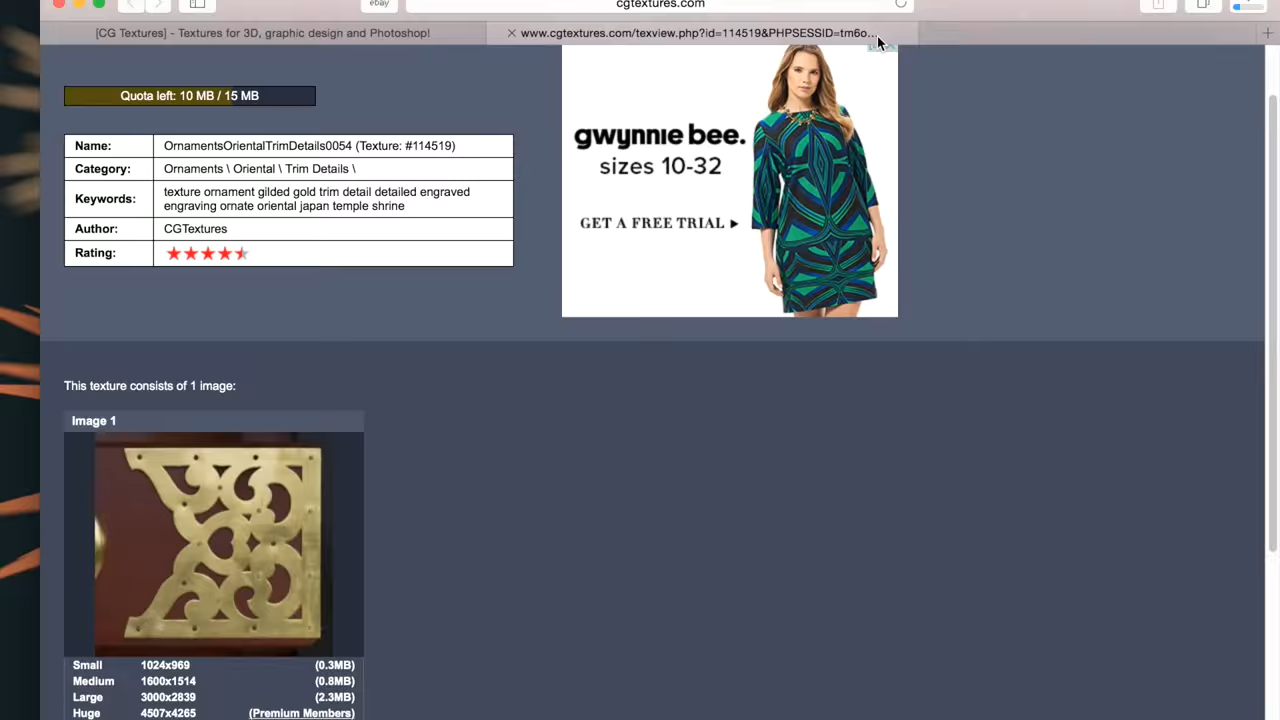 ebay
cgtextures.com
[CG Textures] - Textures for 3D, graphic design and Photoshop!
www.cgtextures.com/texview.php?id=114519&PHPSESSID=tm6o...
Quota left: 10 MB / 15 MB
Name: OrnamentsOrientalTrimDetails0054 (Texture: #114519)
Category: Ornaments \ Oriental \ Trim Details \
Keywords: texture ornament gilded gold trim detail detailed engraved
engraving ornate oriental japan temple shrine
Author: CGTextures
Rating:
gwynnie bee.
sizes 10-32
GET A FREE TRIAL
This texture consists of 1 image:
Image 1
Small 1024x969 (0.3MB)
Medium 1600x1514 (0.8MB)
Large 3000x2839 (2.3MB)
Huge 4507x4265 (Premium Members)